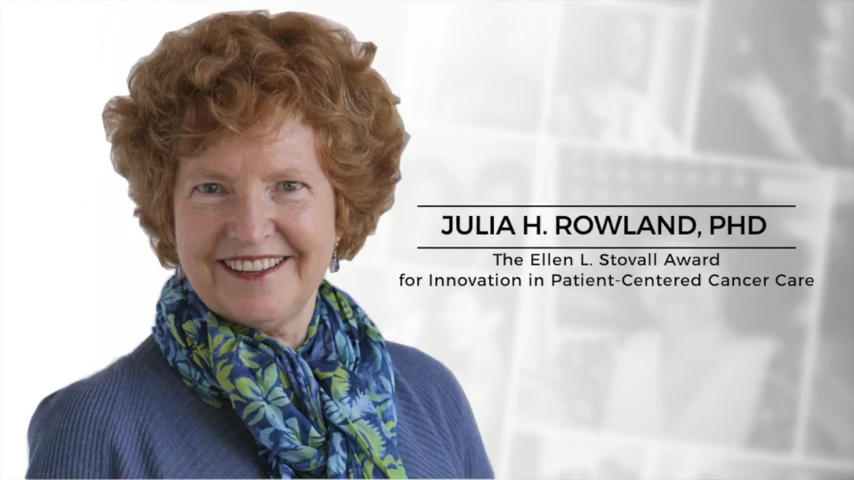 JULIA H. ROWLAND, PHD
The Ellen L. Stovall Award
for Innovation in Patient-Centered Cancer Care